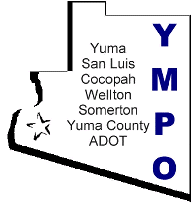 Yuma
San Luis
Cocopah
Wellton
Somerton
Yuma County
ADOT
Y
M
P
O